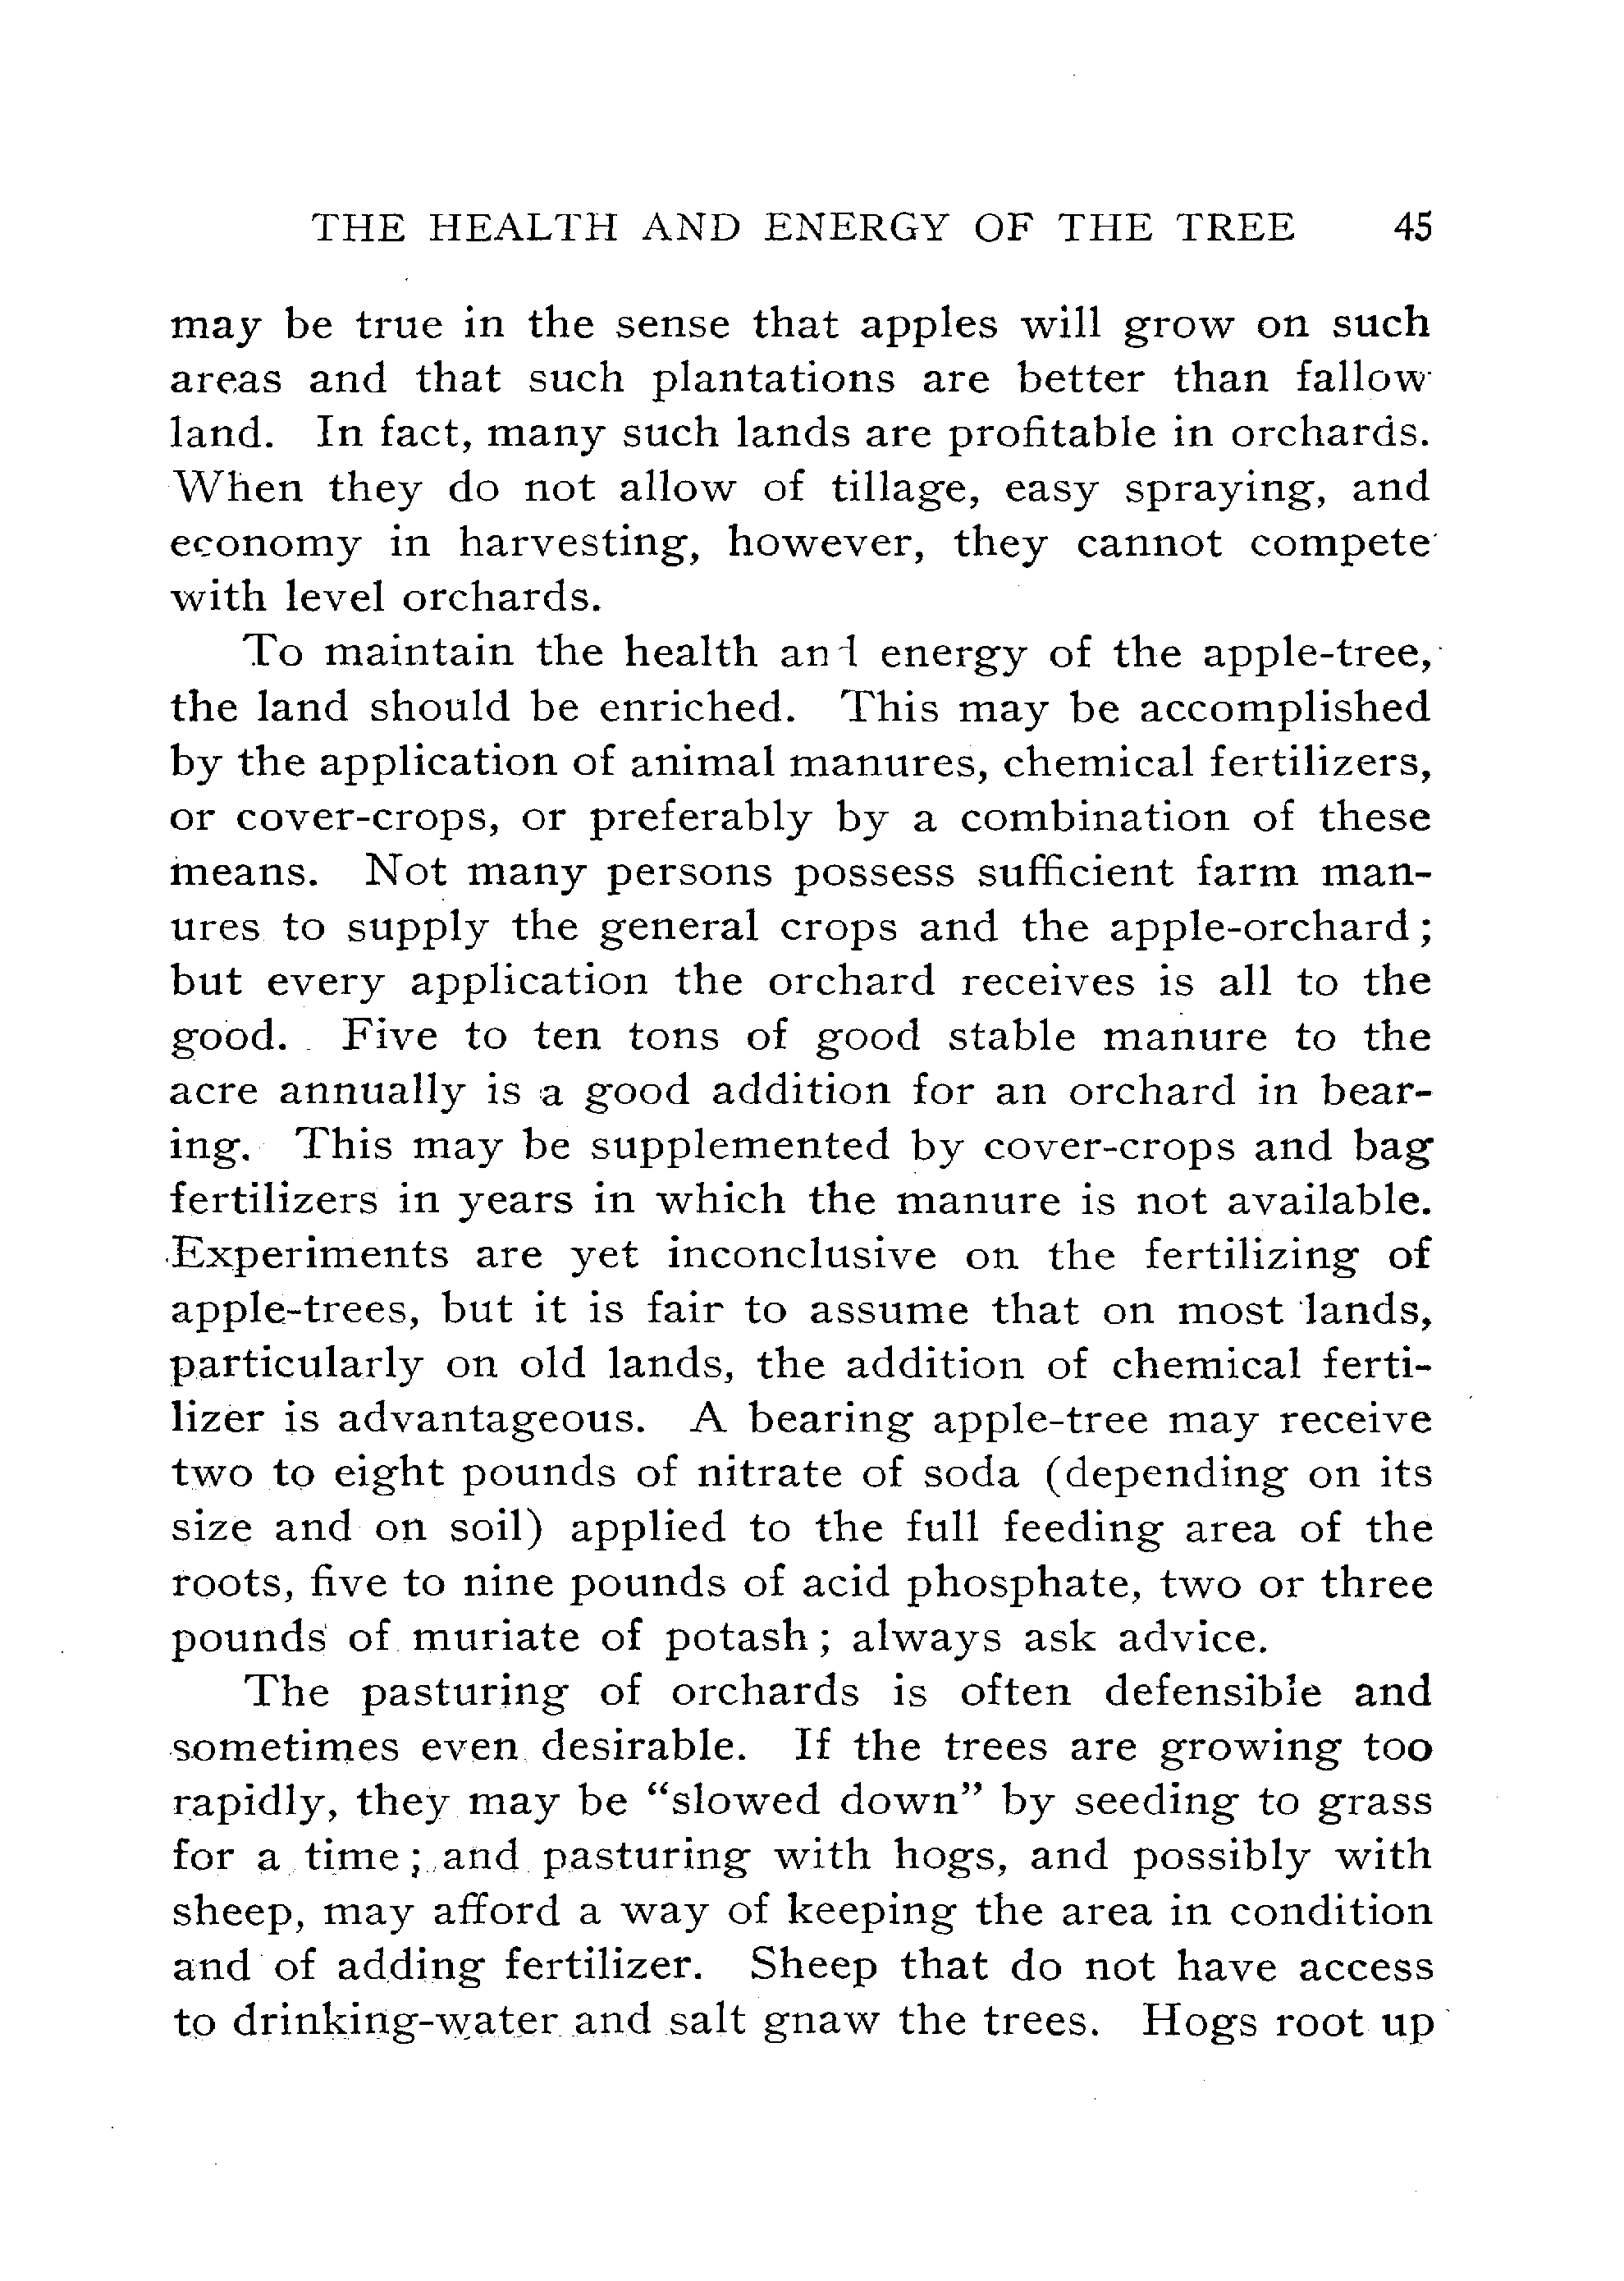 THE HEALTH AND ENERGY OF THE TREE 45
may be true in the sense that apples will grow on such
areas and that such plantations are better than fallow
land. In fact, many such lands are profitable in orchards.
When they do not allow of tillage, easy spraying, and
economy in harvesting, however, they cannot compete
with level orchards.
To maintain the health and energy of the apple-tree,
the land should be enriched. This may be accomplished
by the application of animal manures, chemical fertilizers,
or cover-crops, or preferably by a combination of these
means. Not many persons possess sufficient farm man-
ures to supply the general crops and the apple-orchard;
but every application the orchard receives is all to the
good. Five to ten tons of good stable manure to the
acre annually is a good addition for an orchard in bear-
ing. This may be supplemented by cover-crops and bag
fertilizers in years in which the manure is not available.
Experiments are yet inconclusive on the fertilizing of
apple-trees, but it is fair to assume that on most lands,
particularly on old lands, the addition of chemical ferti-
lizer is advantageous. A bearing apple-tree may receive
two to eight pounds of nitrate of soda (depending on its
size and on soil) applied to the full feeding area of the
roots, five to nine pounds of acid phosphate, two or three
pounds of muriate of potash; always ask advice.
The pasturing of orchards is often defensible and
sometimes even desirable. If the trees are growing too
rapidly, they may be “slowed down” by seeding to grass
for a time; and pasturing with hogs, and possibly with
sheep, may afford a way of keeping the area in condition
and of adding fertilizer. Sheep that do not have access
to drinking-water and salt gnaw the trees. Hogs root up